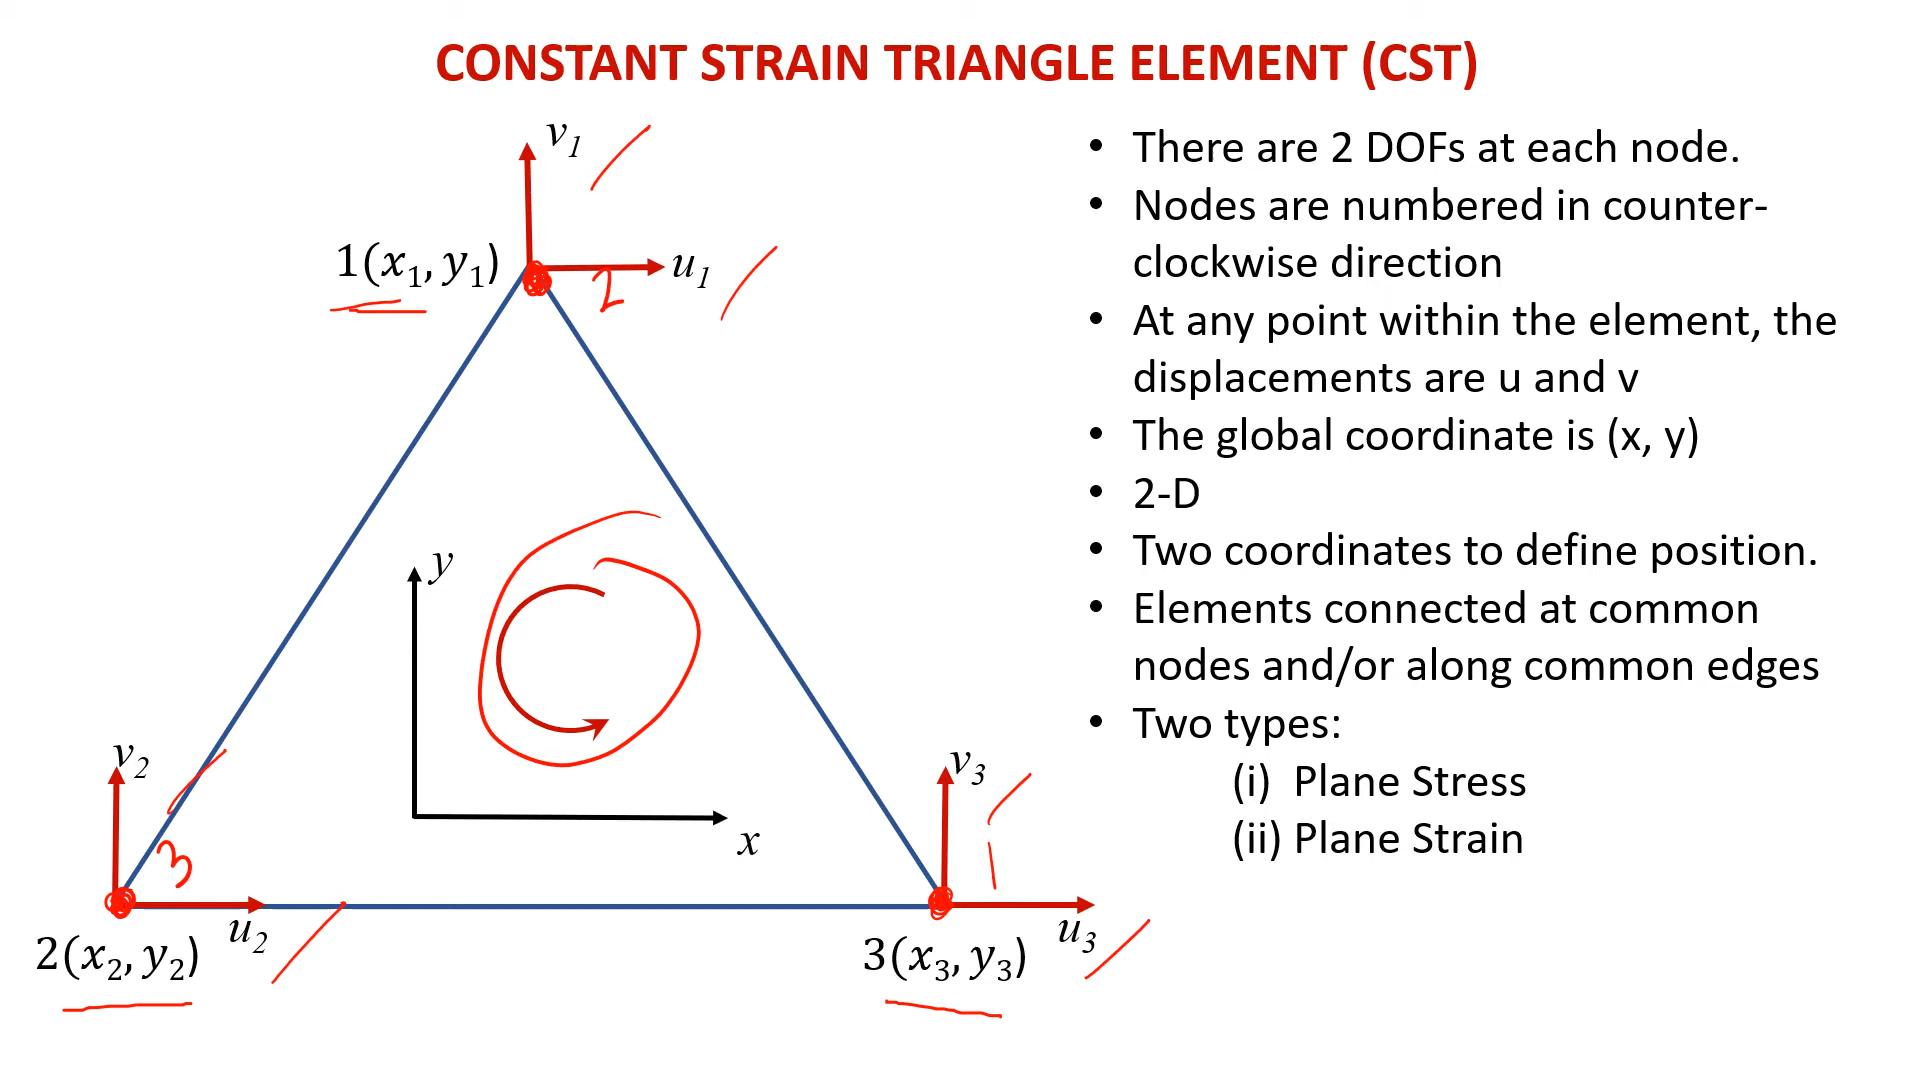 CONSTANT STRAIN TRIANGLE ELEMENT (CST)
v₁
1(x₁, y₁)
u₁
2
y
x
v₂
3
u₂
2(x₂, y₂)
v₃
u₃
3(x₃, y₃)
• There are 2 DOFs at each node.
• Nodes are numbered in counter-
clockwise direction
• At any point within the element, the
displacements are u and v
• The global coordinate is (x, y)
• 2-D
• Two coordinates to define position.
• Elements connected at common
nodes and/or along common edges
• Two types:
(i) Plane Stress
(ii) Plane Strain